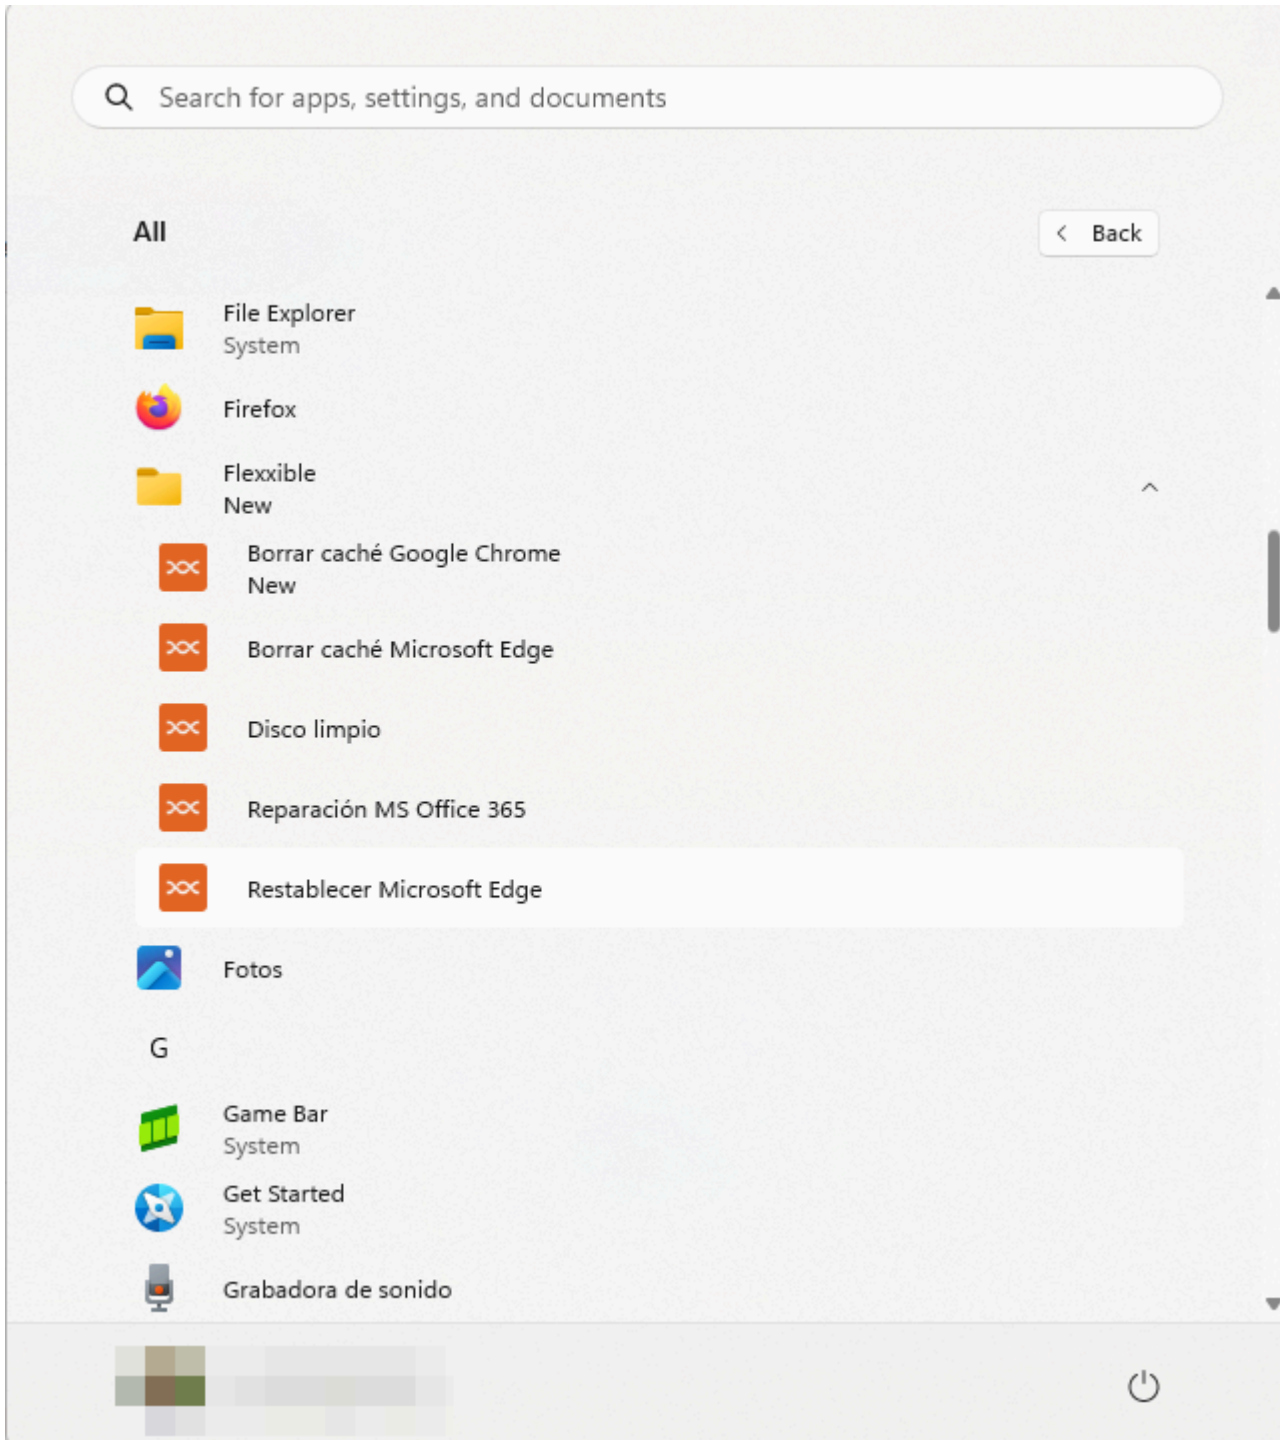 Search for apps, settings, and documents
All
Back
File Explorer
System
Firefox
Flexxible
New
Borrar caché Google Chrome
New
Borrar caché Microsoft Edge
Disco limpio
Reparación MS Office 365
Restablecer Microsoft Edge
Fotos
G
Game Bar
System
Get Started
System
Grabadora de sonido